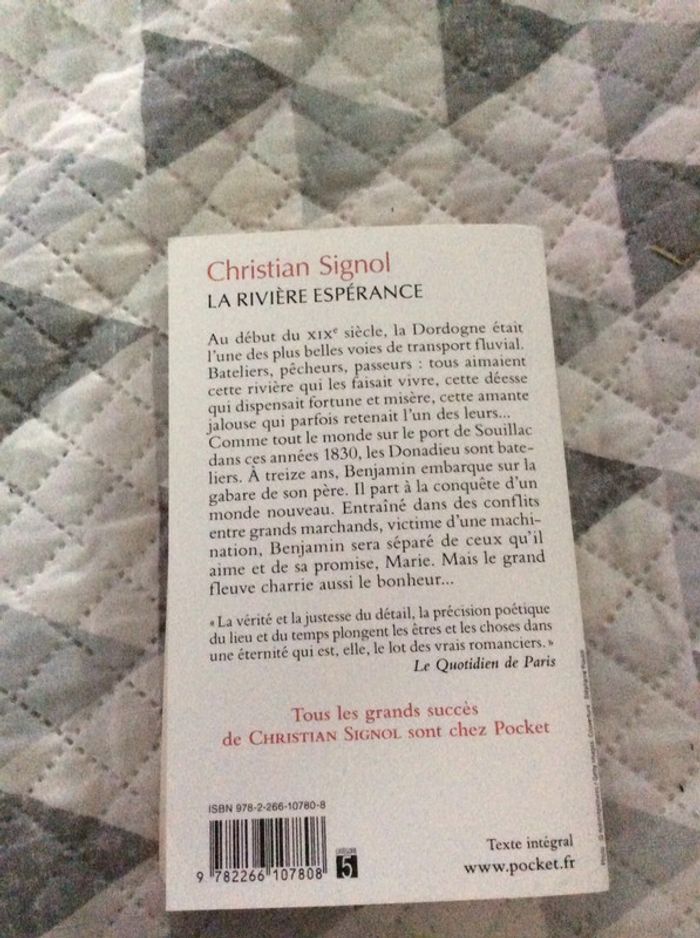 Christian Signol
LA RIVIÈRE ESPÉRANCE
Au début du XIXe siècle, la Dordogne était
l'une des plus belles voies de transport fluvial.
Bateliers, pêcheurs, passeurs : tous aimaient
cette rivière qui les faisait vivre, cette déesse
qui dispensait fortune et misère, cette amante
jalouse qui parfois retenait l'un des leurs...
Comme tout le monde sur le port de Souillac
dans ces années 1830, les Donadieu sont bate-
liers. À treize ans, Benjamin embarque sur la
gabare de son père. Il part à la conquête d'un
monde nouveau. Entraîné dans des conflits
entre grands marchands, victime d'une machi-
nation, Benjamin sera séparé de ceux qu'il
aime et de sa promise, Marie. Mais le grand
fleuve charrie aussi le bonheur...
« La vérité et la justesse du détail, la précision poétique
du lieu et du temps plongent les êtres et les choses dans
une éternité qui est, elle, le lot des vrais romanciers. »
Le Quotidien de Paris
Tous les grands succès
de CHRISTIAN SIGNOL sont chez Pocket
ISBN 978-2-266-10780-8
9 782266 107808
CATÉGORIE
5
Texte intégral
www.pocket.fr